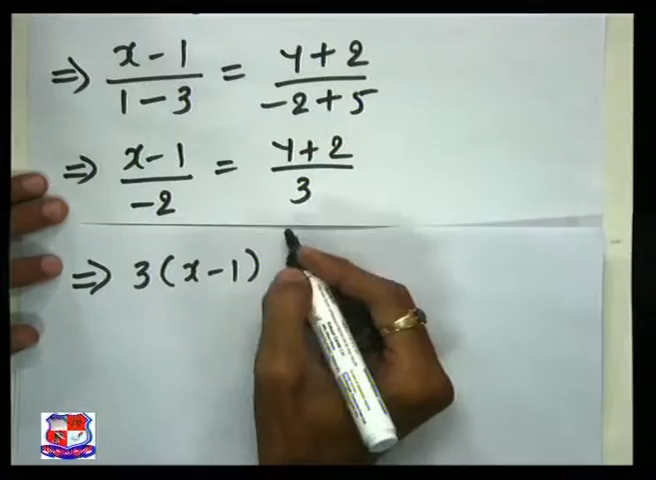 ⇒ x-1/1-3 = y+2/-2+5
⇒ x-1/-2 = y+2/3
⇒ 3(x-1)